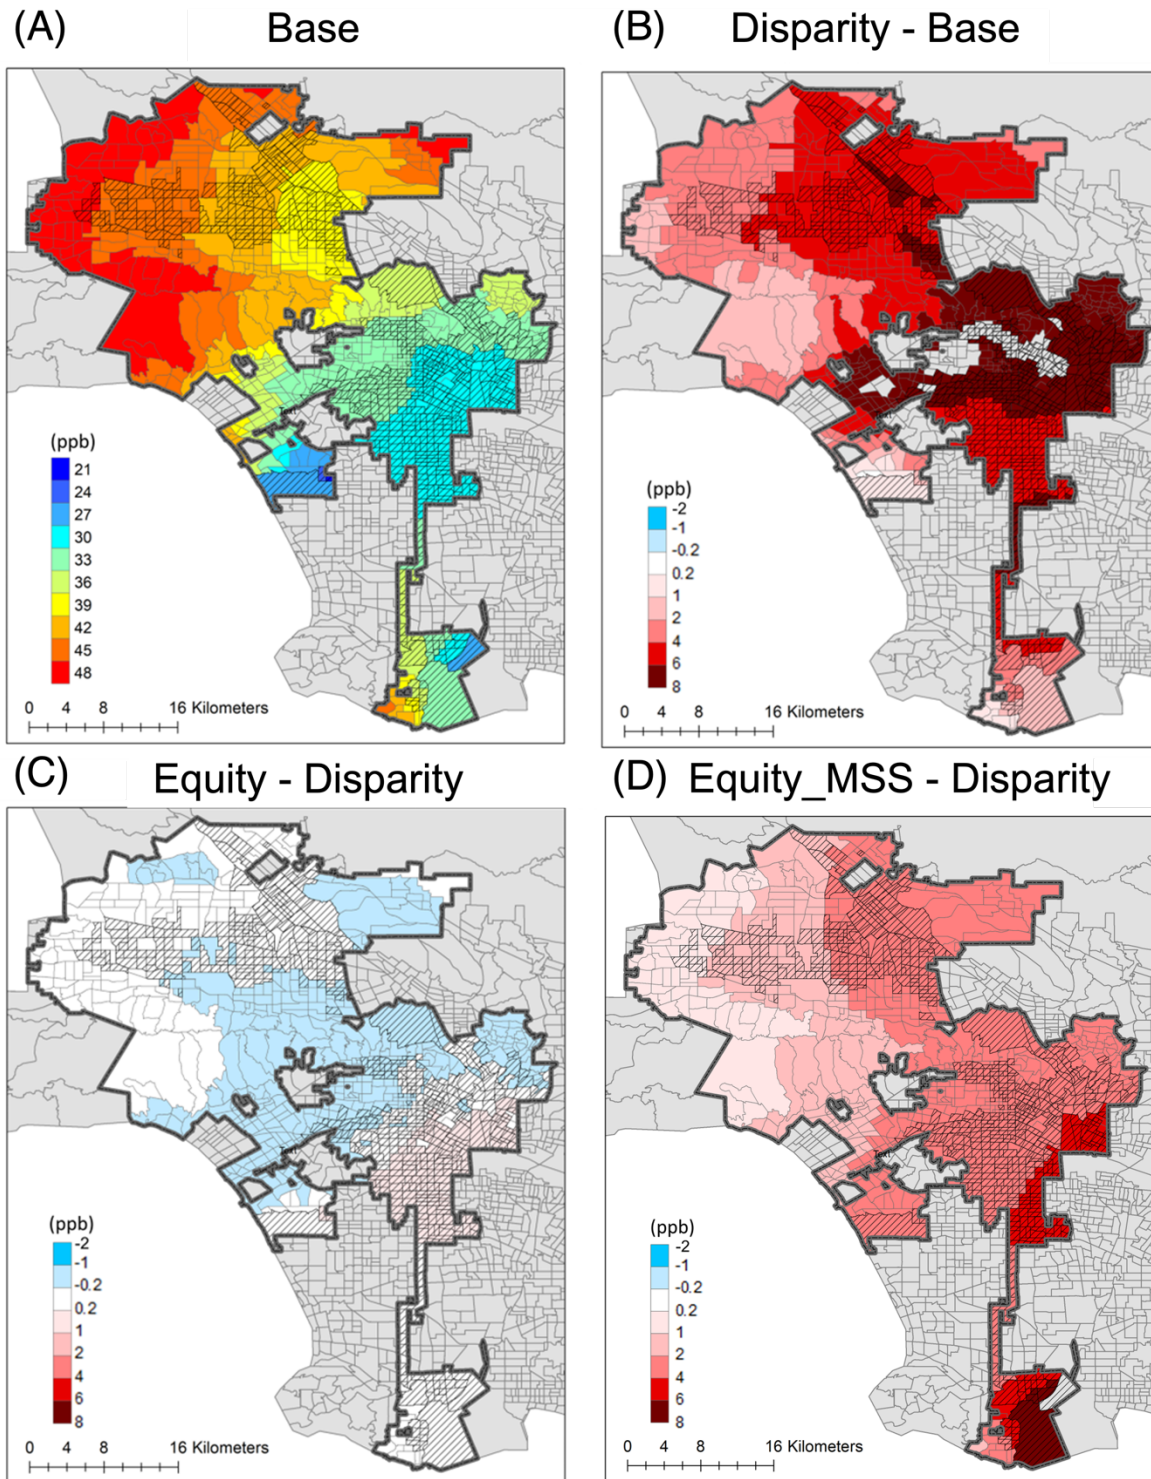 (A) Base
(B) Disparity - Base
Text
(ppb)
21
24
27
30
33
36
39
42
45
48
0 4 8 16 Kilometers
(ppb)
-2
-1
-0.2
0.2
1
2
4
6
8
0 4 8 16 Kilometers
(C) Equity - Disparity
(D) Equity_MSS - Disparity
Text
(ppb)
-2
-1
-0.2
0.2
1
2
4
6
8
0 4 8 16 Kilometers
Text
(ppb)
-2
-1
-0.2
0.2
1
2
4
6
8
0 4 8 16 Kilometers